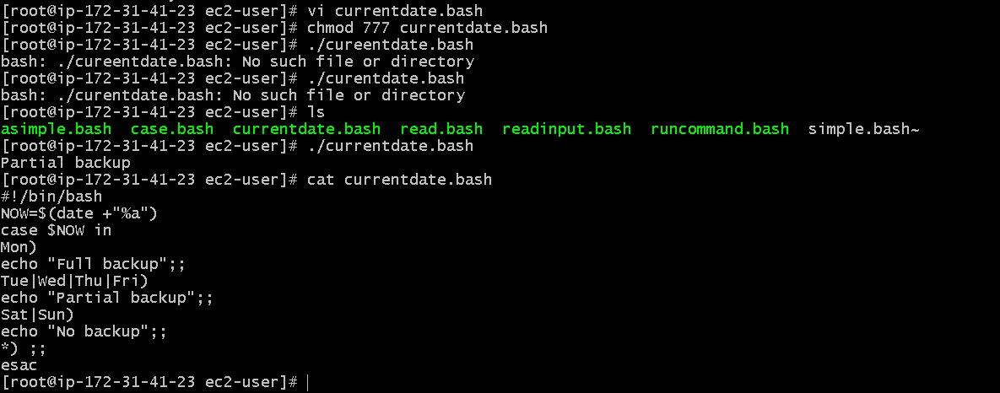 [root@ip-172-31-41-23 ec2-user]# vi currentdate.bash
[root@ip-172-31-41-23 ec2-user]# chmod 777 currentdate.bash
[root@ip-172-31-41-23 ec2-user]# ./cureentdate.bash
bash: ./cureentdate.bash: No such file or directory
[root@ip-172-31-41-23 ec2-user]# ./curentdate.bash
bash: ./curentdate.bash: No such file or directory
[root@ip-172-31-41-23 ec2-user]# ls
asimple.bash  case.bash  currentdate.bash  read.bash  readinput.bash  runcommand.bash  simple.bash~
[root@ip-172-31-41-23 ec2-user]# ./currentdate.bash
Partial backup
[root@ip-172-31-41-23 ec2-user]# cat currentdate.bash
#!/bin/bash
NOW=$(date +"%a")
case $NOW in
Mon)
echo "Full backup";;
Tue|Wed|Thu|Fri)
echo "Partial backup";;
Sat|Sun)
echo "No backup";;
*) ;;
esac
[root@ip-172-31-41-23 ec2-user]#